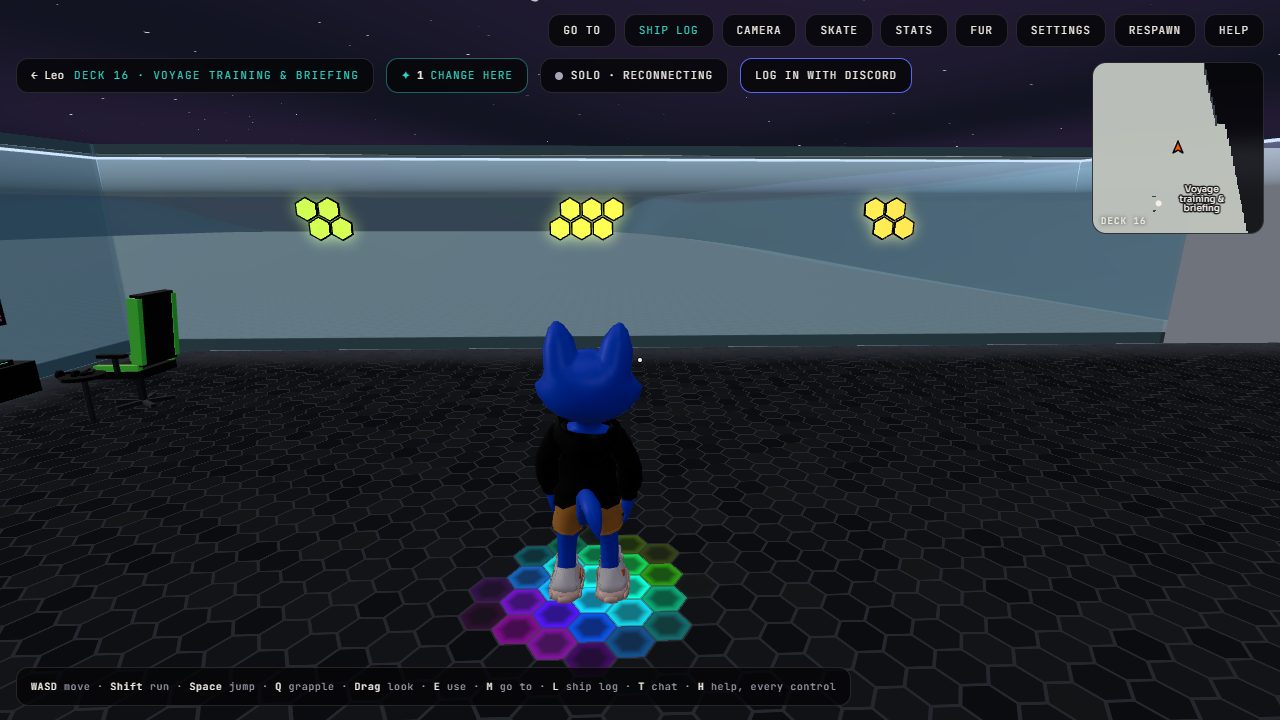 GO TO
SHIP LOG
CAMERA
SKATE
STATS
FUR
SETTINGS
RESPAWN
HELP
← Leo DECK 16 · VOYAGE TRAINING & BRIEFING
✦ 1 CHANGE HERE
SOLO · RECONNECTING
LOG IN WITH DISCORD
Voyage
training &
briefing
DECK 16
WASD move · Shift run · Space jump · Q grapple · Drag look · E use · M go to · L ship log · T chat · H help, every control